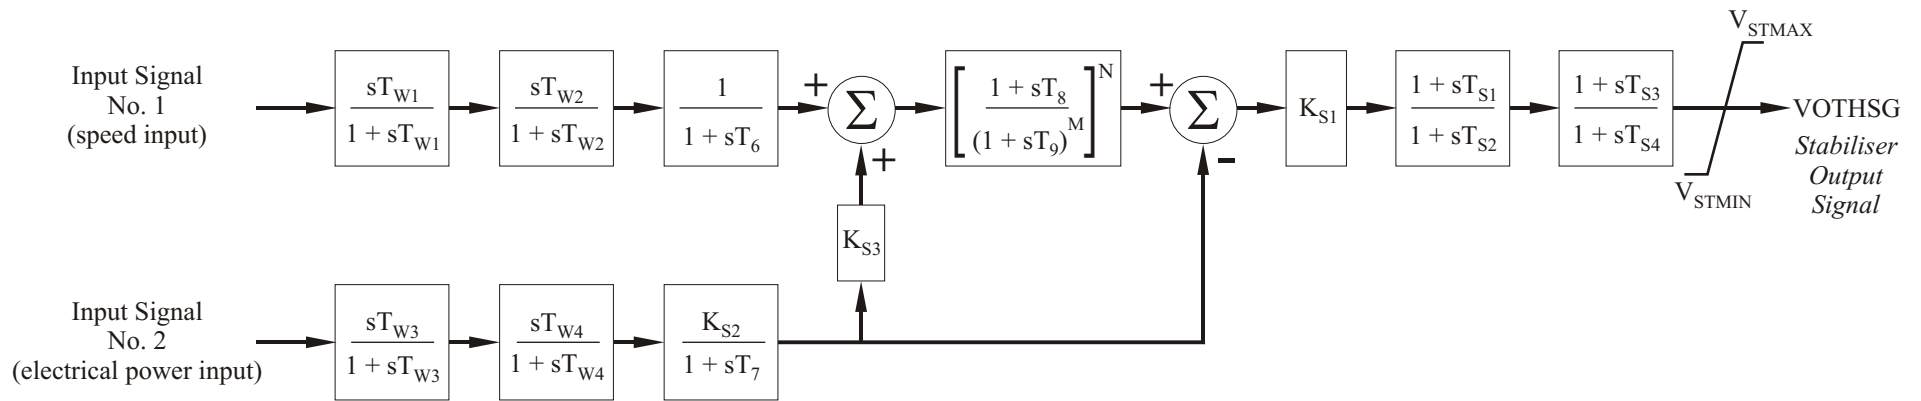 Input Signal
No. 1
(speed input)
sT_W1
1 + sT_W1
sT_W2
1 + sT_W2
1
1 + sT_6
+
Σ
+
K_S3
[ 1 + sT_8 ]^N
(1 + sT_9)^M
+
Σ
-
K_S1
1 + sT_S1
1 + sT_S2
1 + sT_S3
1 + sT_S4
V_STMAX
V_STMIN
VOTHSG
Stabiliser
Output
Signal
Input Signal
No. 2
(electrical power input)
sT_W3
1 + sT_W3
sT_W4
1 + sT_W4
K_S2
1 + sT_7